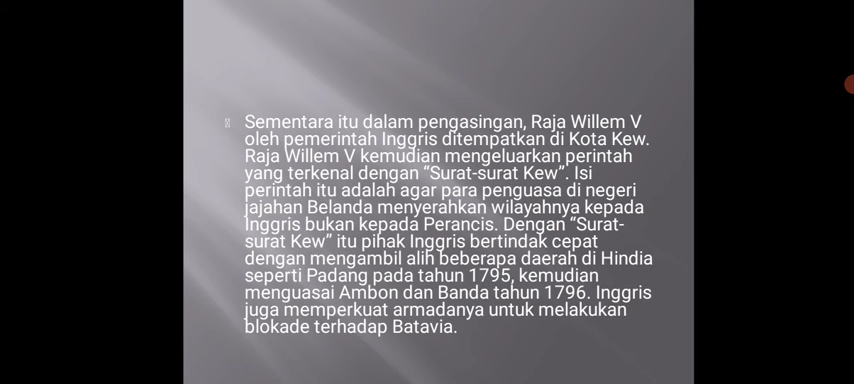 Sementara itu dalam pengasingan, Raja Willem V
oleh pemerintah Inggris ditempatkan di Kota Kew.
Raja Willem V kemudian mengeluarkan perintah
yang terkenal dengan “Surat-surat Kew”. Isi
perintah itu adalah agar para penguasa di negeri
jajahan Belanda menyerahkan wilayahnya kepada
Inggris bukan kepada Perancis. Dengan “Surat-
surat Kew” itu pihak Inggris bertindak cepat
dengan mengambil alih beberapa daerah di Hindia
seperti Padang pada tahun 1795, kemudian
menguasai Ambon dan Banda tahun 1796. Inggris
juga memperkuat armadanya untuk melakukan
blokade terhadap Batavia.